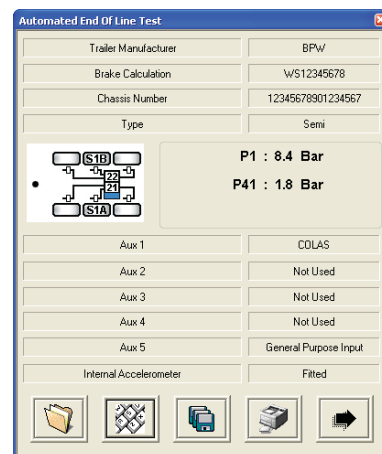 Automated End Of Line Test
Trailer Manufacturer BPW
Brake Calculation WS12345678
Chassis Number 12345678901234567
Type Semi
S1B
22
21
S1A
P1 : 8.4 Bar
P41 : 1.8 Bar
Aux 1 COLAS
Aux 2 Not Used
Aux 3 Not Used
Aux 4 Not Used
Aux 5 General Purpose Input
Internal Accelerometer Fitted